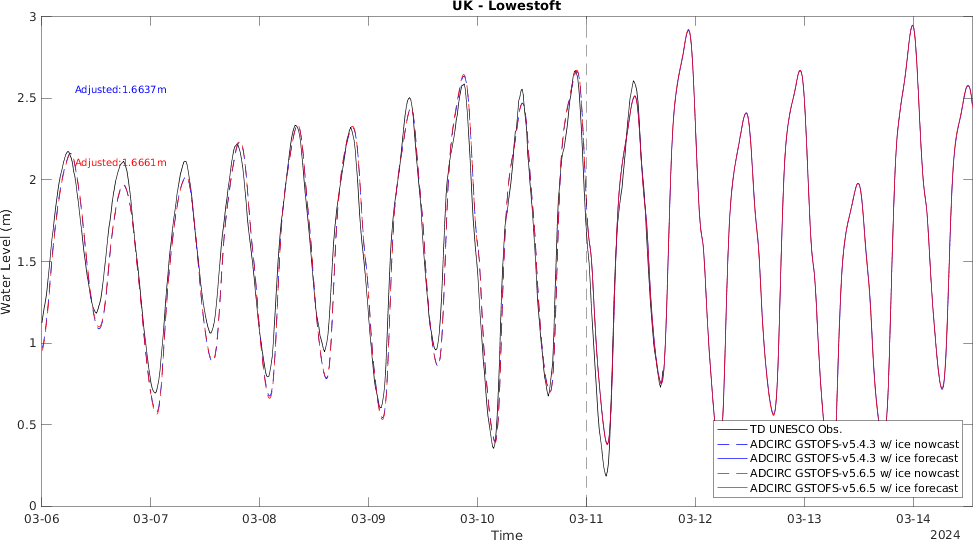 UK - Lowestoft
3
2.5
2
1.5
1
0.5
0
Water Level (m)
Adjusted:1.6637m
Adjusted:1.6661m
TD UNESCO Obs.
ADCIRC GSTOFS-v5.4.3 w/ ice nowcast
ADCIRC GSTOFS-v5.4.3 w/ ice forecast
ADCIRC GSTOFS-v5.6.5 w/ ice nowcast
ADCIRC GSTOFS-v5.6.5 w/ ice forecast
03-06 03-07 03-08 03-09 03-10 03-11 03-12 03-13 03-14
Time
2024